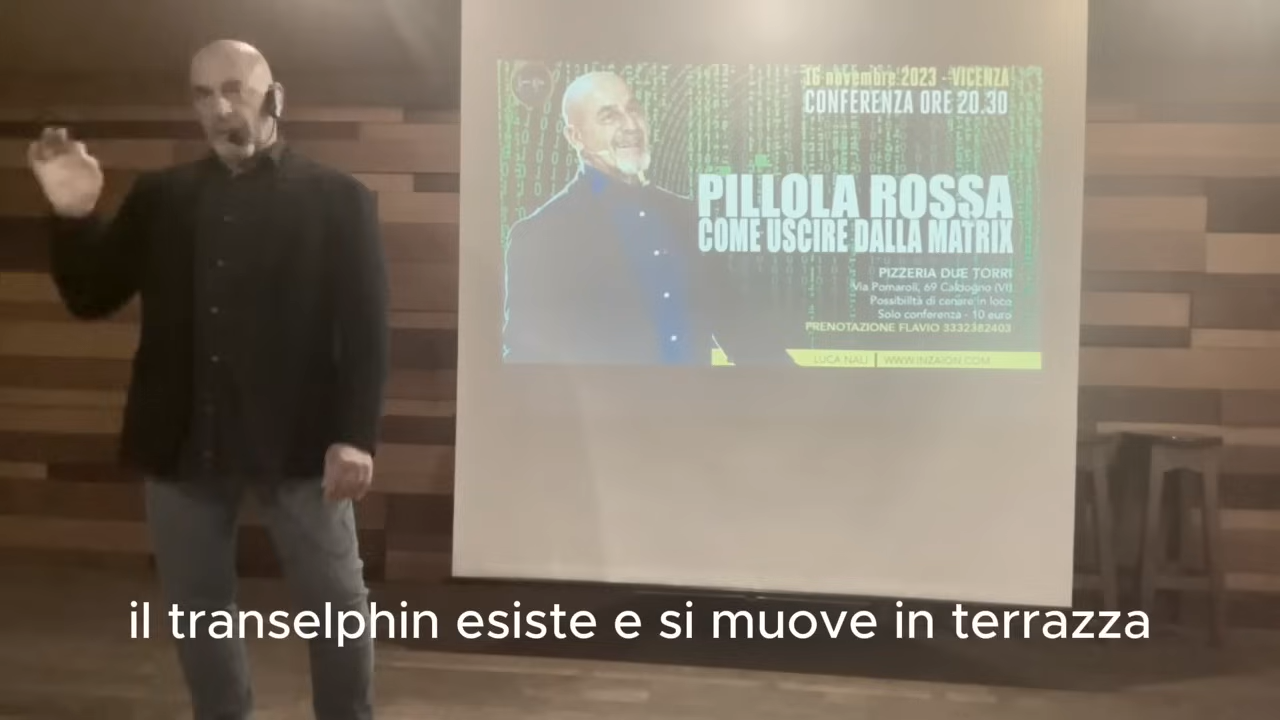 16 novembre 2023 - VICENZA
CONFERENZA ORE 20.30
PILLOLA ROSSA
COME USCIRE DALLA MATRIX
PIZZERIA DUE TORRI
Via Pomaroli, 69 Caldogno (VI)
Possibilità di cenare in loco
Solo conferenza - 10 euro
PRENOTAZIONE FLAVIO 3332382403
LUCA NALI | WWW.INZAION.COM
il transelphin esiste e si muove in terrazza